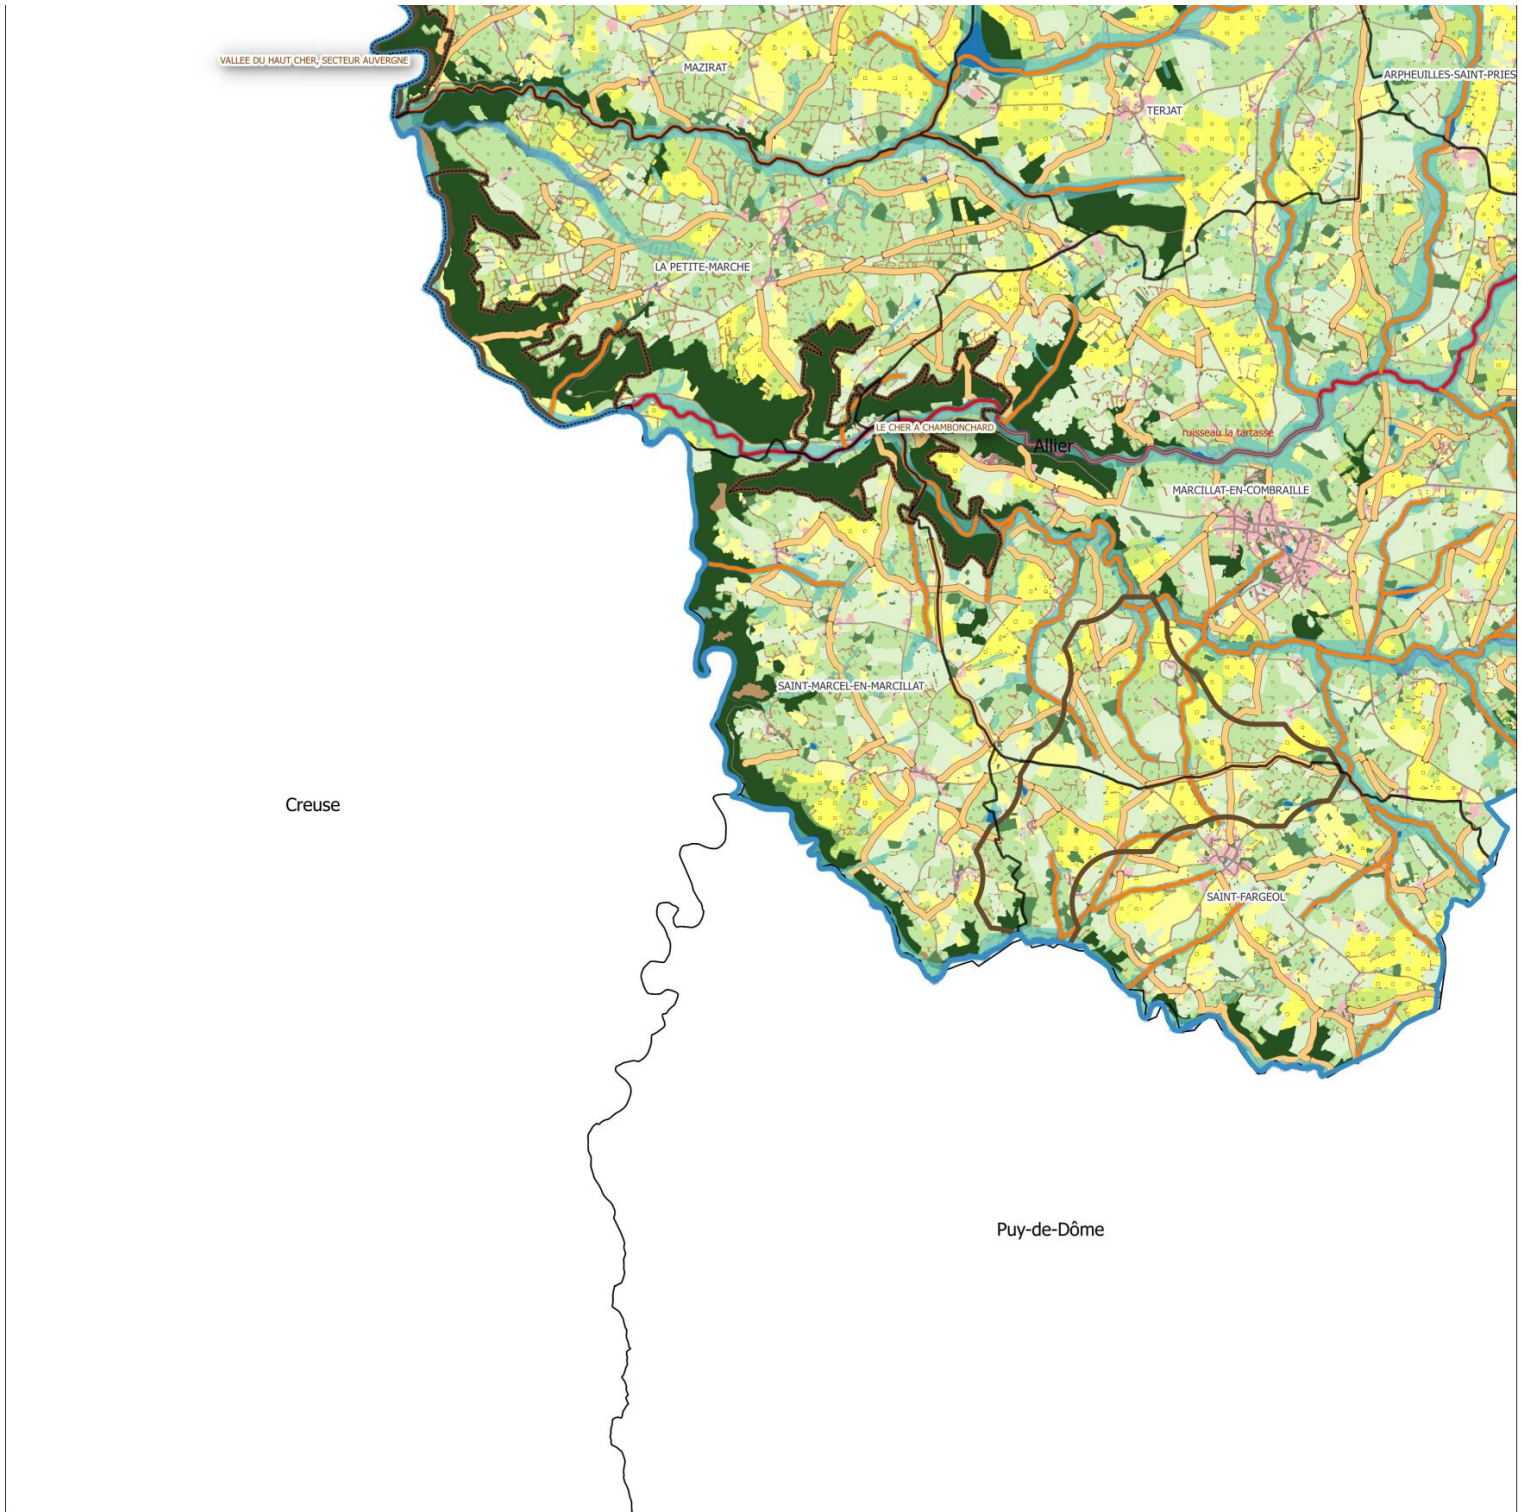 VALLEE DU HAUT CHER, SECTEUR AUVERGNE
MAZIRAT
ARPHEUILLES-SAINT-PRIES
TERJAT
LA PETITE-MARCHE
LE CHER A CHAMBONCHARD
ruisseau la tartasse
Allier
MARCILLAT-EN-COMBRAILLE
SAINT-MARCEL-EN-MARCILLAT
Creuse
SAINT-FARGEOL
Puy-de-Dôme